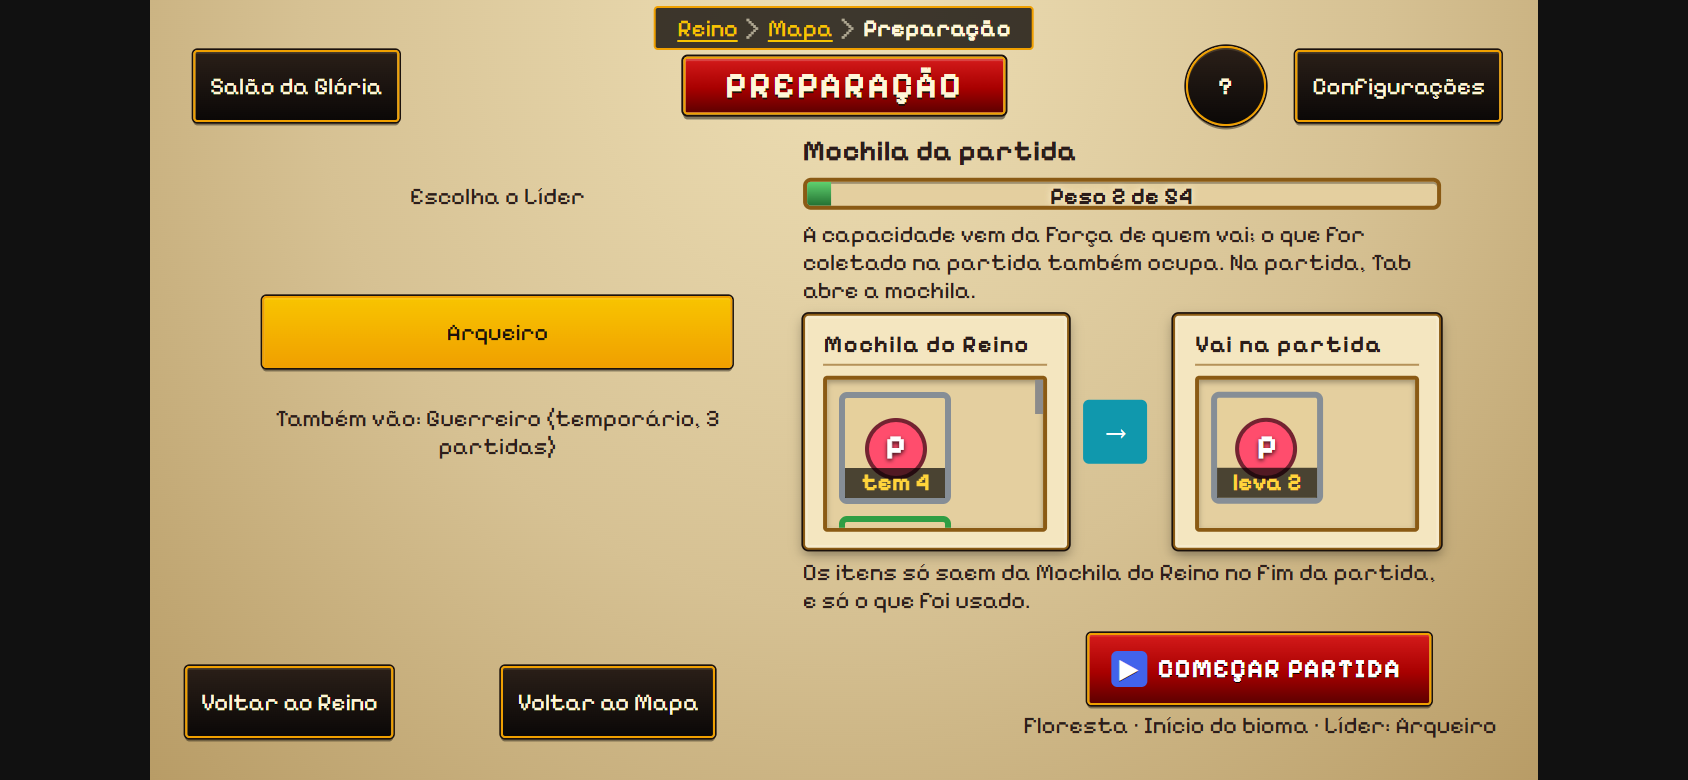 Reino > Mapa > Preparação
Salão da Glória
PREPARAÇÃO
?
Configurações
Escolha o Líder
Arqueiro
Também vão: Guerreiro (temporário, 3
partidas)
Mochila da partida
Peso 2 de 54
A capacidade vem da Força de quem vai; o que for
coletado na partida também ocupa. Na partida, Tab
abre a mochila.
Mochila do Reino
P
tem 4
→
Vai na partida
P
leva 2
Os itens só saem da Mochila do Reino no fim da partida,
e só o que foi usado.
Voltar ao Reino
Voltar ao Mapa
▶ COMEÇAR PARTIDA
Floresta · Início do bioma · Líder: Arqueiro